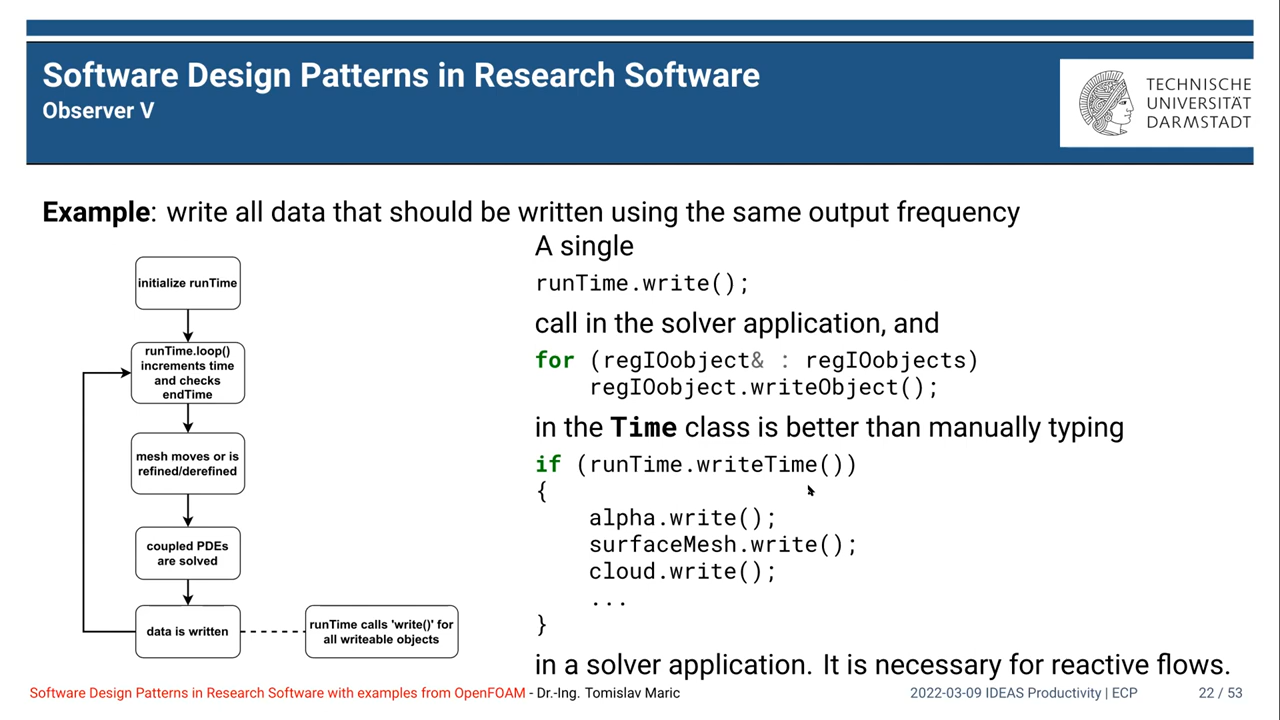 Software Design Patterns in Research Software
Observer V
TECHNISCHE
UNIVERSITÄT
DARMSTADT
Example: write all data that should be written using the same output frequency
initialize runTime
runTime.loop()
increments time
and checks
endTime
mesh moves or is
refined/derefined
coupled PDEs
are solved
data is written
runTime calls 'write()' for
all writeable objects
A single
runTime.write();
call in the solver application, and
for (regIOobject& : regIOobjects)
    regIOobject.writeObject();
in the Time class is better than manually typing
if (runTime.writeTime())
{
    alpha.write();
    surfaceMesh.write();
    cloud.write();
    ...
}
in a solver application. It is necessary for reactive flows.
Software Design Patterns in Research Software with examples from OpenFOAM - Dr.-Ing. Tomislav Maric
2022-03-09 IDEAS Productivity | ECP
22 / 53